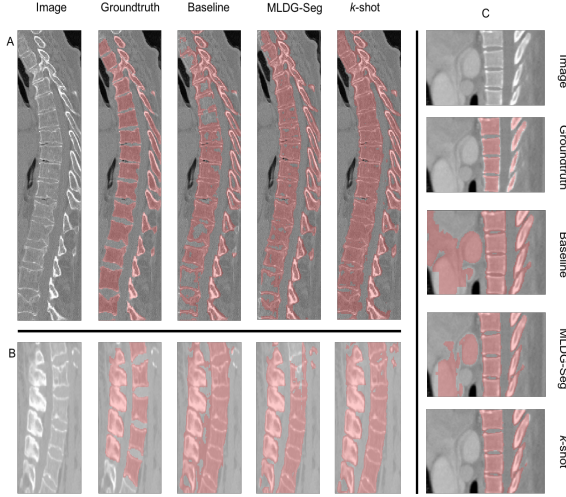 Image Groundtruth Baseline MLDG-Seg k-shot
A
B
C
Image
Groundtruth
Baseline
MLDG-Seg
k-shot